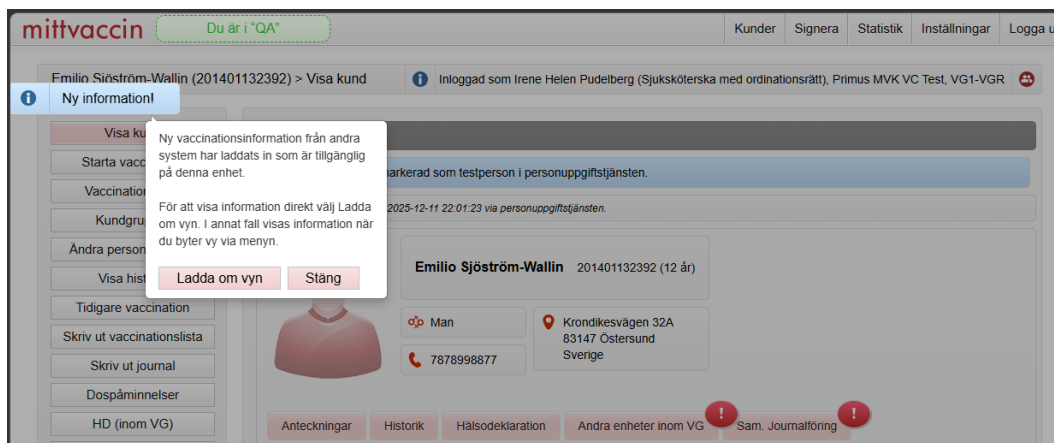 mittvaccin
Du är i "QA"
Kunder Signera Statistik Inställningar Logga u
Emilio Sjöström-Wallin (201401132392) > Visa kund
Inloggad som Irene Helen Pudelberg (Sjuksköterska med ordinationsrätt), Primus MVK VC Test, VG1-VGR
Ny information!
Visa ku
Starta vacc
Vaccination
Kundgru
Ändra person
Visa hist
Tidigare vaccination
Skriv ut vaccinationslista
Skriv ut journal
Dospåminnelser
HD (inom VG)
Ny vaccinationsinformation från andra
system har laddats in som är tillgänglig
på denna enhet.
För att visa information direkt välj Ladda
om vyn. I annat fall visas information när
du byter vy via menyn.
Ladda om vyn Stäng
markerad som testperson i personuppgiftstjänsten.
2025-12-11 22:01:23 via personuppgiftstjänsten.
Emilio Sjöström-Wallin 201401132392 (12 år)
Man
7878998877
Krondikesvägen 32A
83147 Östersund
Sverige
Anteckningar Historik Hälsodeklaration Andra enheter inom VG ! Sam. Journalföring !